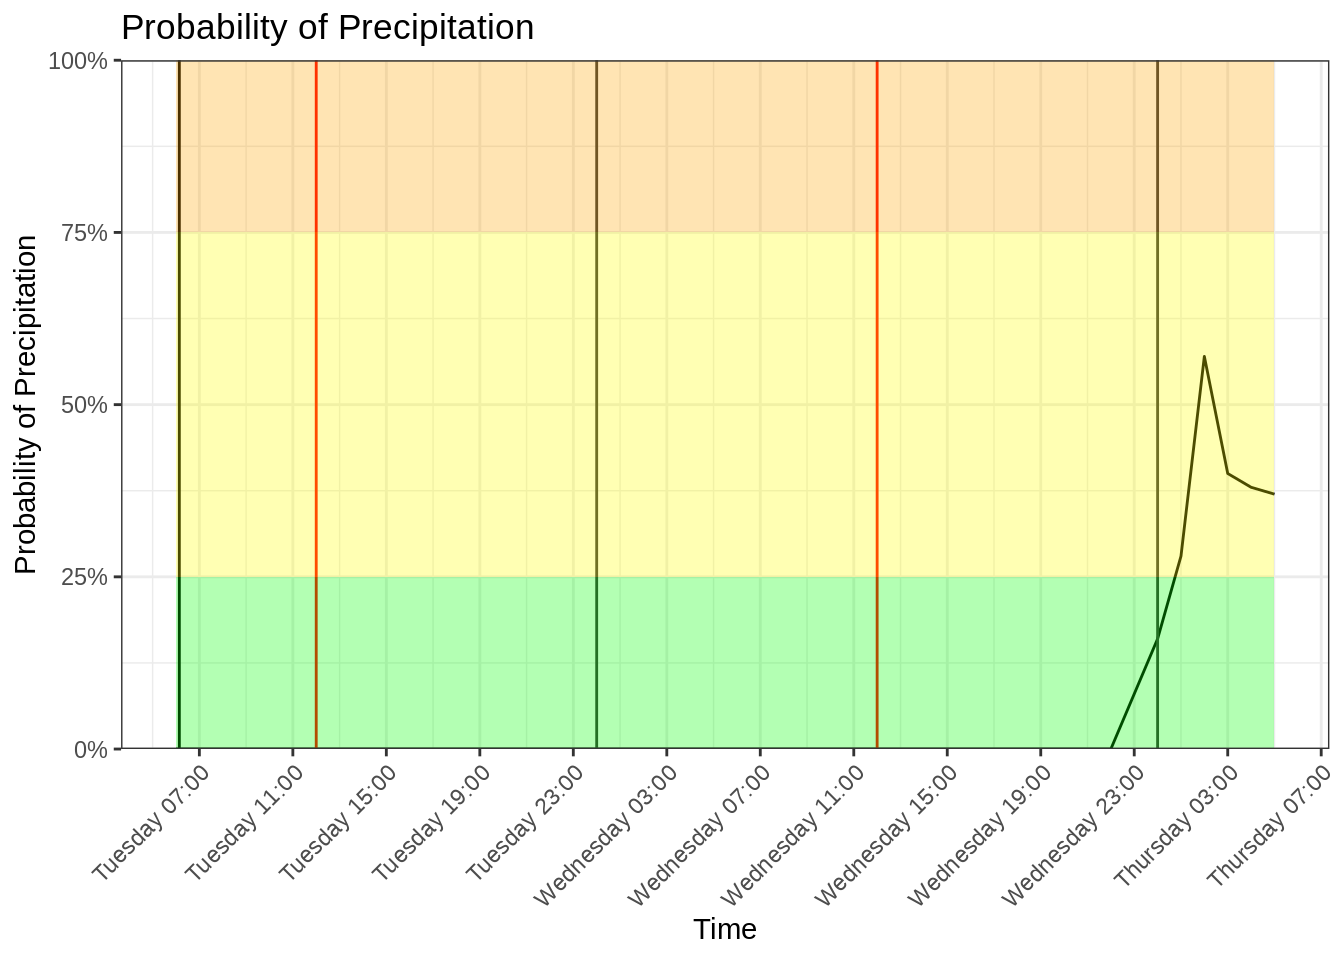 Probability of Precipitation
Probability of Precipitation
100%
75%
50%
25%
0%
Tuesday 07:00
Tuesday 11:00
Tuesday 15:00
Tuesday 19:00
Tuesday 23:00
Wednesday 03:00
Wednesday 07:00
Wednesday 11:00
Wednesday 15:00
Wednesday 19:00
Wednesday 23:00
Thursday 03:00
Thursday 07:00
Time